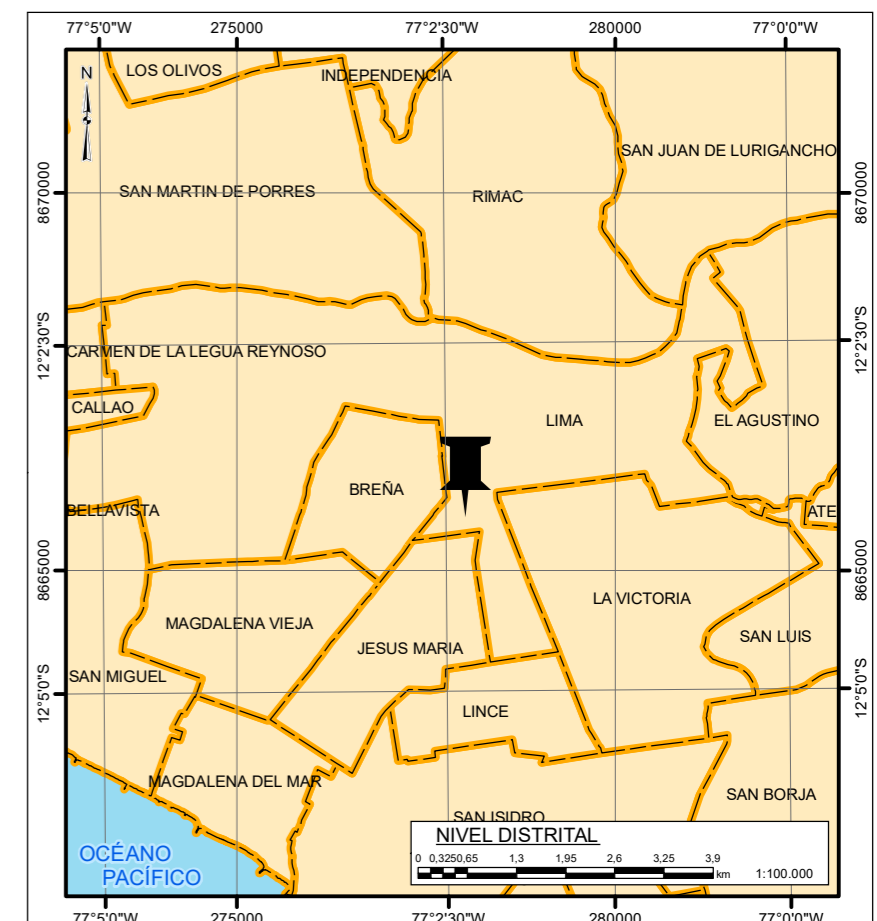 77°5'0"W 275000 77°2'30"W 280000 77°0'W
LOS OLIVOS
INDEPENDENCIA
N
SAN JUAN DE LURIGANCHO
8670000
SAN MARTIN DE PORRES
RIMAC
8670000
12°2'30"S
CARMEN DE LA LEGUA REYNOSO
12°2'30"S
CALLAO
LIMA
EL AGUSTINO
BREÑA
BELLAVISTA
ATE
8665000
8665000
LA VICTORIA
MAGDALENA VIEJA
SAN LUIS
JESUS MARIA
SAN MIGUEL
12°5'0"S
12°5'0"S
LINCE
MAGDALENA DEL MAR
SAN BORJA
SAN ISIDRO
NIVEL DISTRITAL
OCÉANO
PACÍFICO
0 0,3250,65 1,3 1,95 2,6 3,25 3,9
km
1:100.000
77°5'0"W 275000 77°2'30"W 280000 77°0'W